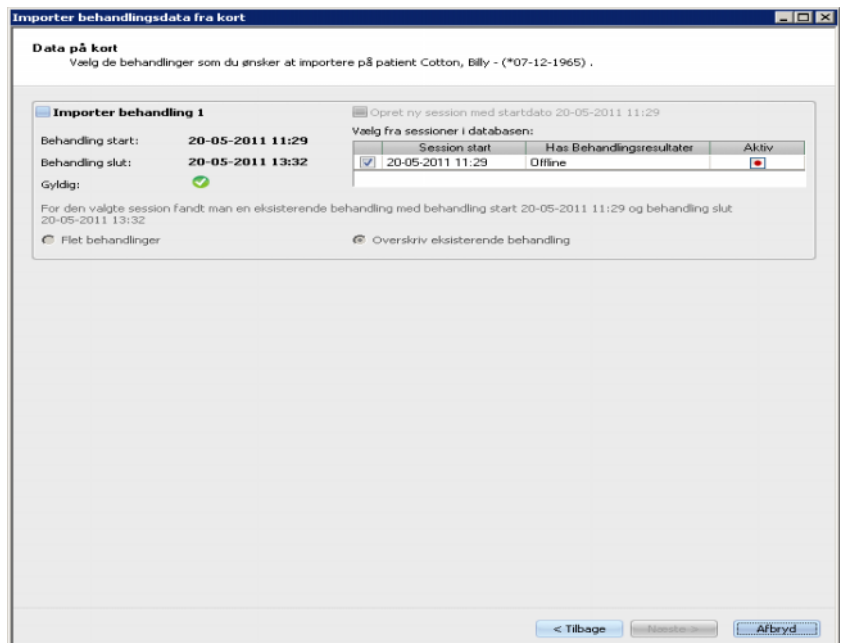 Importer behandlingsdata fra kort
Data på kort
Vælg de behandlinger som du ønsker at importere på patient Cotton, Billy - (*07-12-1965) .
Importer behandling 1
Opret ny session med startdato 20-05-2011 11:29
Behandling start: 20-05-2011 11:29
Vælg fra sessioner i databasen:
Session start Has Behandlingsresultater Aktiv
Behandling slut: 20-05-2011 13:32
20-05-2011 11:29 Offline
Gyldig:
For den valgte session fandt man en eksisterende behandling med behandling start 20-05-2011 11:29 og behandling slut
20-05-2011 13:32
Flet behandlinger
Overskriv eksisterende behandling
< Tilbage Næste > Afbryd